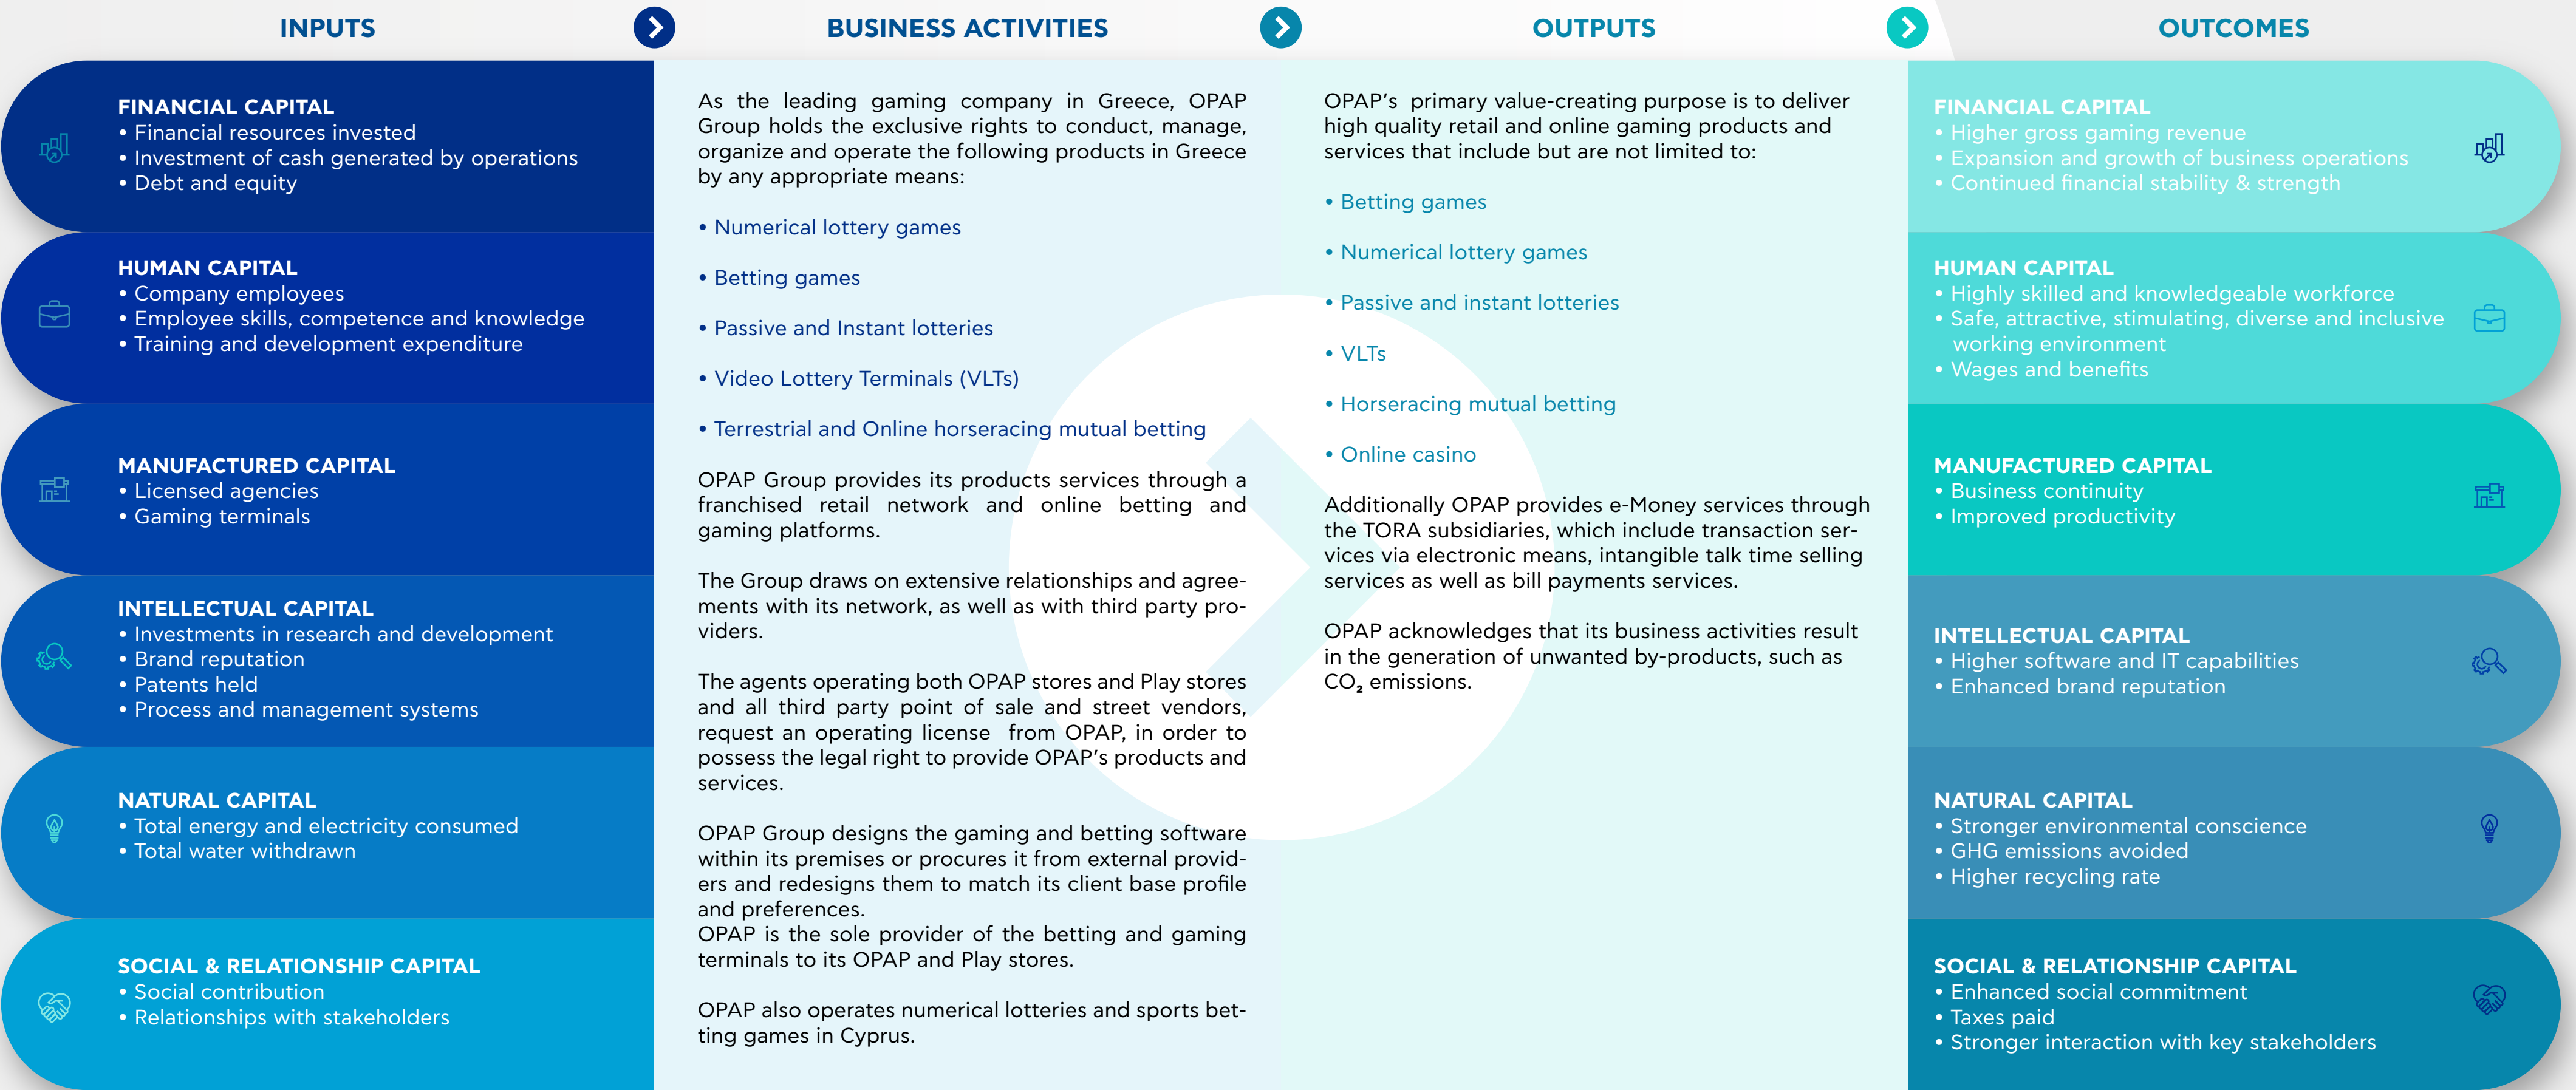 INPUTS
BUSINESS ACTIVITIES
OUTPUTS
OUTCOMES
FINANCIAL CAPITAL
• Financial resources invested
• Investment of cash generated by operations
• Debt and equity
HUMAN CAPITAL
• Company employees
• Employee skills, competence and knowledge
• Training and development expenditure
MANUFACTURED CAPITAL
• Licensed agencies
• Gaming terminals
INTELLECTUAL CAPITAL
• Investments in research and development
• Brand reputation
• Patents held
• Process and management systems
NATURAL CAPITAL
• Total energy and electricity consumed
• Total water withdrawn
SOCIAL & RELATIONSHIP CAPITAL
• Social contribution
• Relationships with stakeholders
As the leading gaming company in Greece, OPAP
Group holds the exclusive rights to conduct, manage,
organize and operate the following products in Greece
by any appropriate means:
• Numerical lottery games
• Betting games
• Passive and Instant lotteries
• Video Lottery Terminals (VLTs)
• Terrestrial and Online horseracing mutual betting
OPAP Group provides its products services through a
franchised retail network and online betting and
gaming platforms.
The Group draws on extensive relationships and agree-
ments with its network, as well as with third party pro-
viders.
The agents operating both OPAP stores and Play stores
and all third party point of sale and street vendors,
request an operating license from OPAP, in order to
possess the legal right to provide OPAP's products and
services.
OPAP Group designs the gaming and betting software
within its premises or procures it from external provid-
ers and redesigns them to match its client base profile
and preferences.
OPAP is the sole provider of the betting and gaming
terminals to its OPAP and Play stores.
OPAP also operates numerical lotteries and sports bet-
ting games in Cyprus.
OPAP's primary value-creating purpose is to deliver
high quality retail and online gaming products and
services that include but are not limited to:
• Betting games
• Numerical lottery games
• Passive and instant lotteries
• VLTs
• Horseracing mutual betting
• Online casino
Additionally OPAP provides e-Money services through
the TORA subsidiaries, which include transaction ser-
vices via electronic means, intangible talk time selling
services as well as bill payments services.
OPAP acknowledges that its business activities result
in the generation of unwanted by-products, such as
CO₂ emissions.
FINANCIAL CAPITAL
• Higher gross gaming revenue
• Expansion and growth of business operations
• Continued financial stability & strength
HUMAN CAPITAL
• Highly skilled and knowledgeable workforce
• Safe, attractive, stimulating, diverse and inclusive
working environment
• Wages and benefits
MANUFACTURED CAPITAL
• Business continuity
• Improved productivity
INTELLECTUAL CAPITAL
• Higher software and IT capabilities
• Enhanced brand reputation
NATURAL CAPITAL
• Stronger environmental conscience
• GHG emissions avoided
• Higher recycling rate
SOCIAL & RELATIONSHIP CAPITAL
• Enhanced social commitment
• Taxes paid
• Stronger interaction with key stakeholders